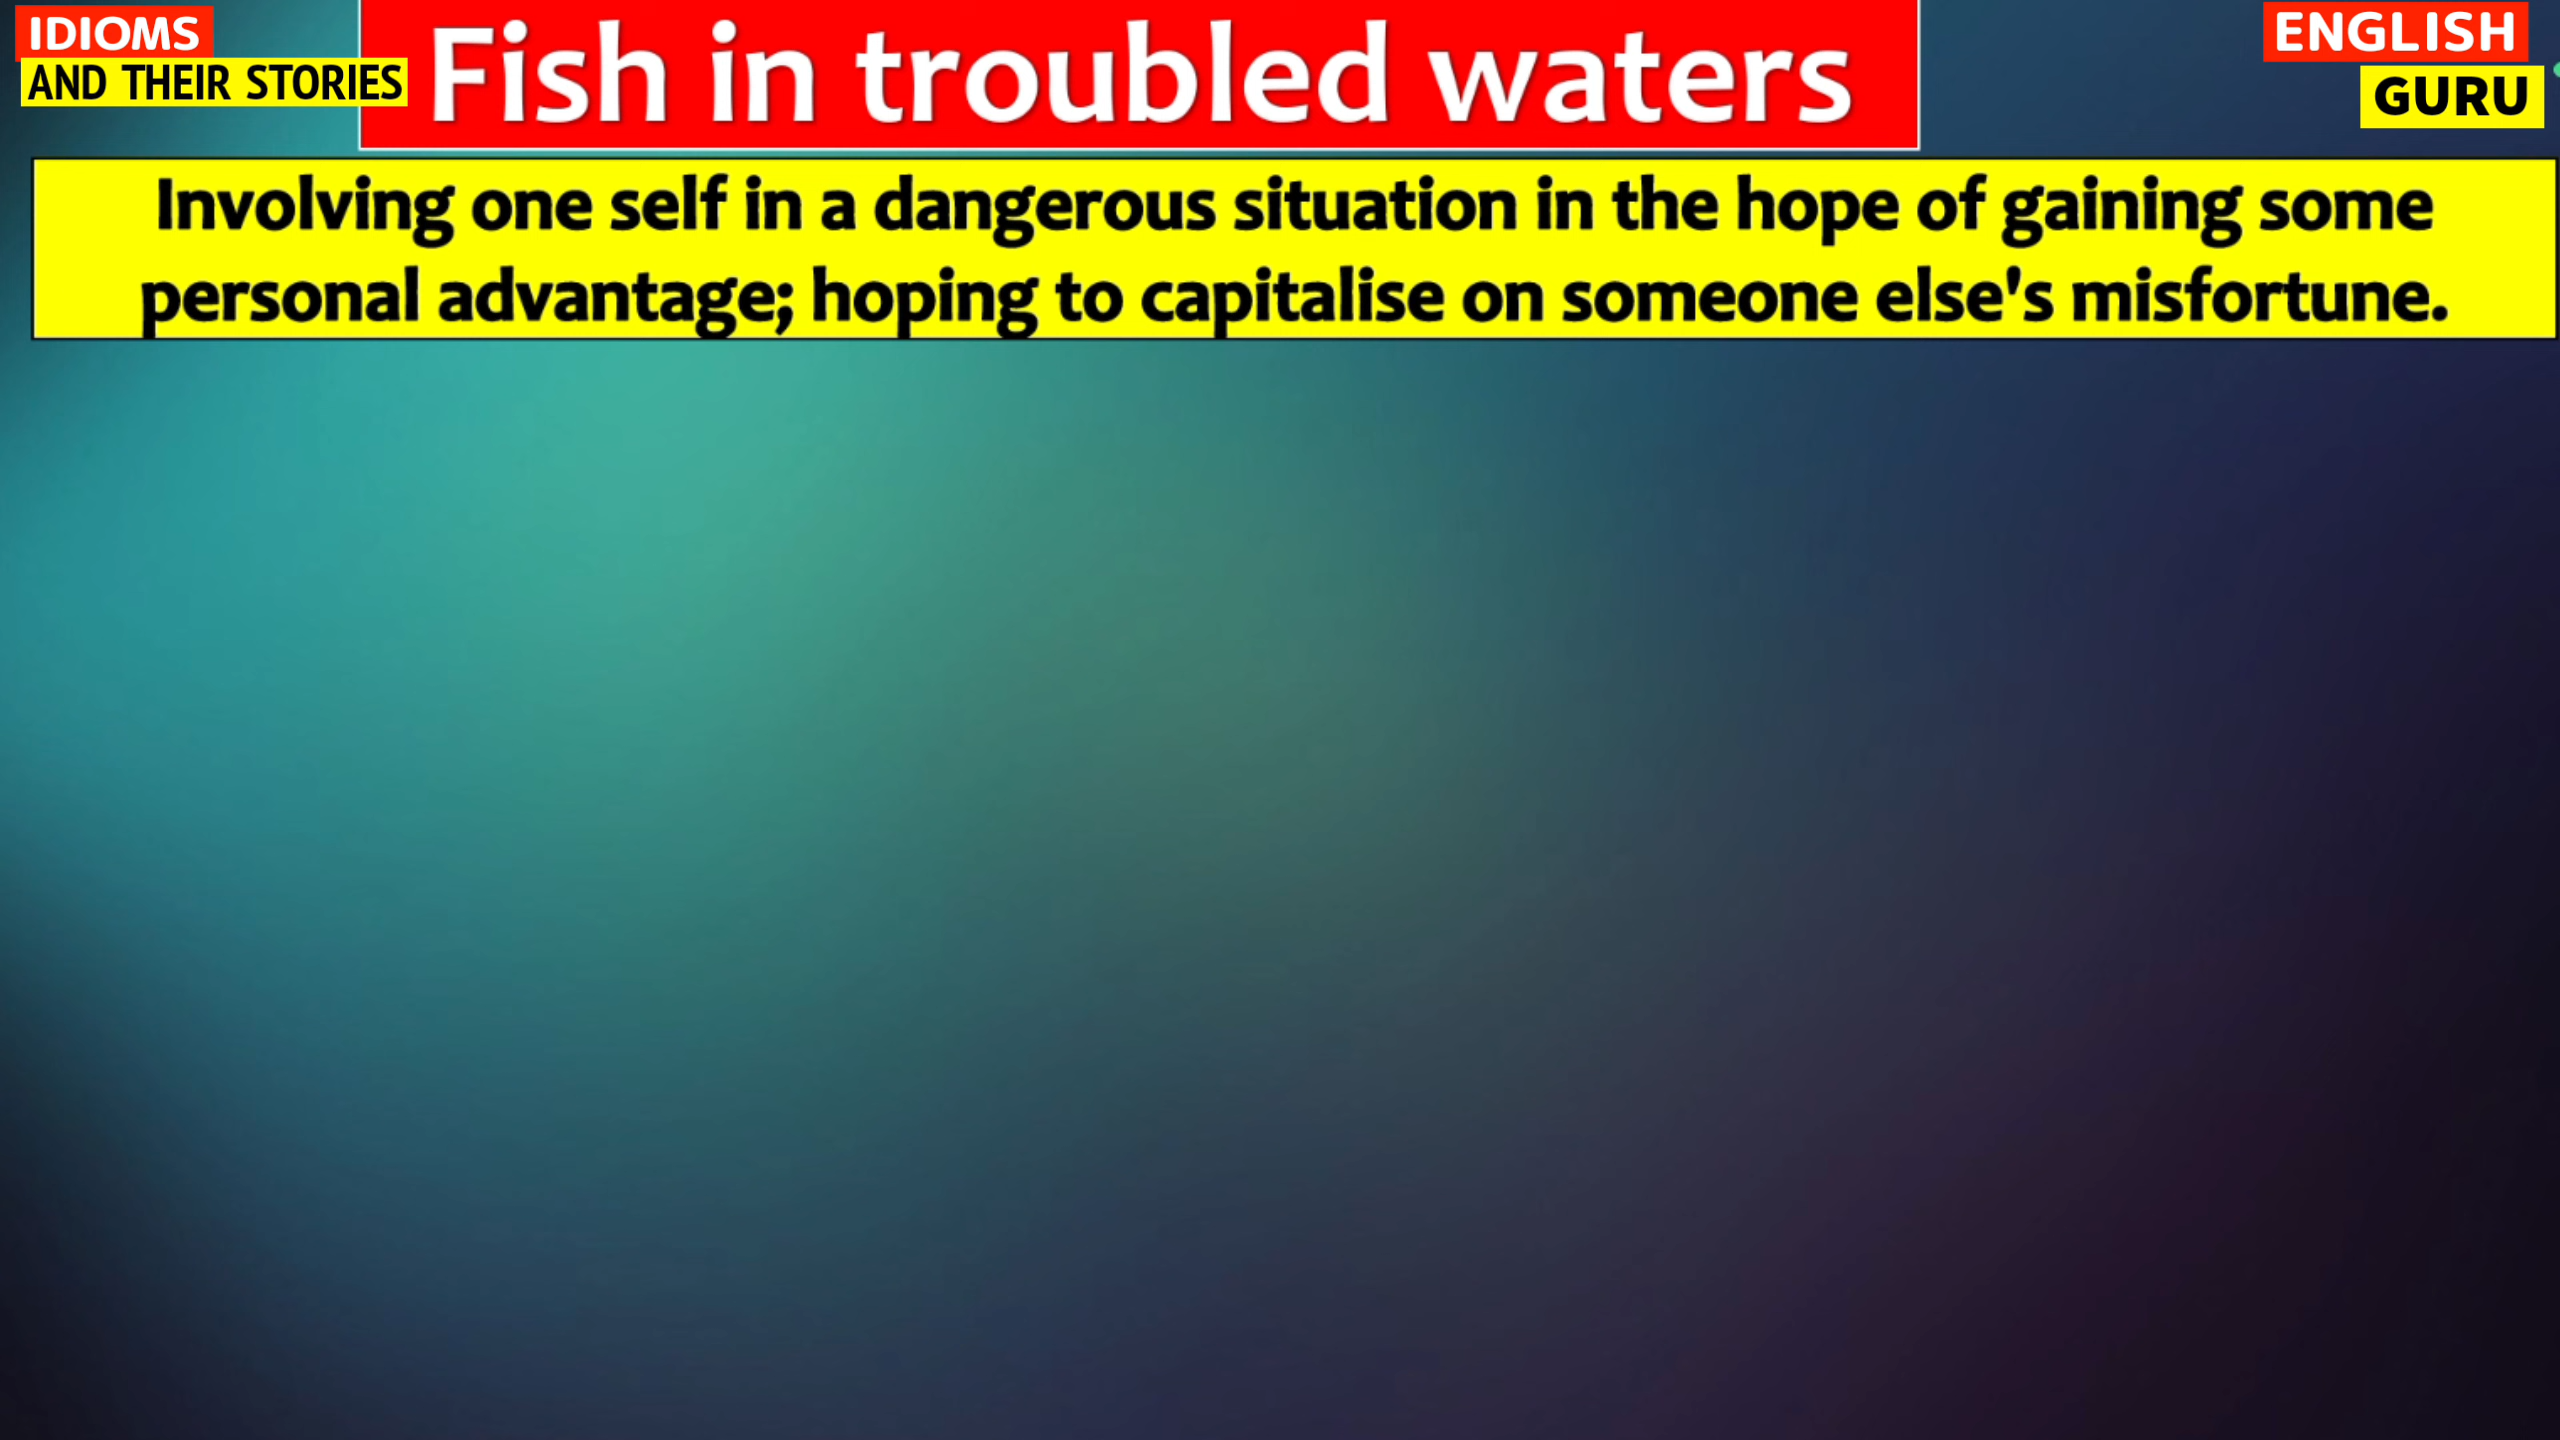 IDIOMS
AND THEIR STORIES
Fish in troubled waters
ENGLISH
GURU
Involving one self in a dangerous situation in the hope of gaining some
personal advantage; hoping to capitalise on someone else's misfortune.